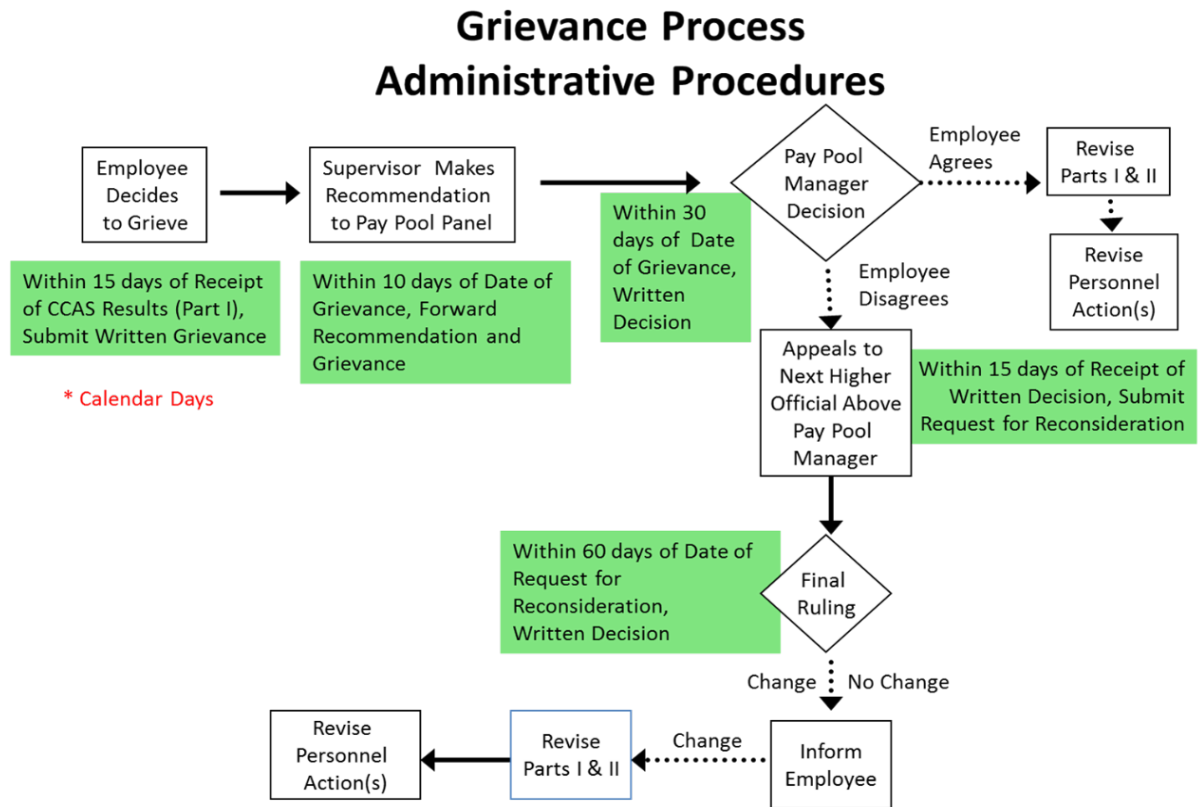 Grievance Process
Administrative Procedures
Employee
Decides
to Grieve
Within 15 days of Receipt
of CCAS Results (Part I),
Submit Written Grievance
* Calendar Days
Supervisor Makes
Recommendation
to Pay Pool Panel
Within 10 days of Date of
Grievance, Forward
Recommendation and
Grievance
Within 30
days of Date
of Grievance,
Written
Decision
Pay Pool
Manager
Decision
Employee
Agrees
Revise
Parts I & II
Revise
Personnel
Action(s)
Employee
Disagrees
Appeals to
Next Higher
Official Above
Pay Pool
Manager
Within 15 days of Receipt of
Written Decision, Submit
Request for Reconsideration
Within 60 days of Date of
Request for
Reconsideration,
Written Decision
Final
Ruling
Change
No Change
Inform
Employee
Change
Revise
Parts I & II
Revise
Personnel
Action(s)